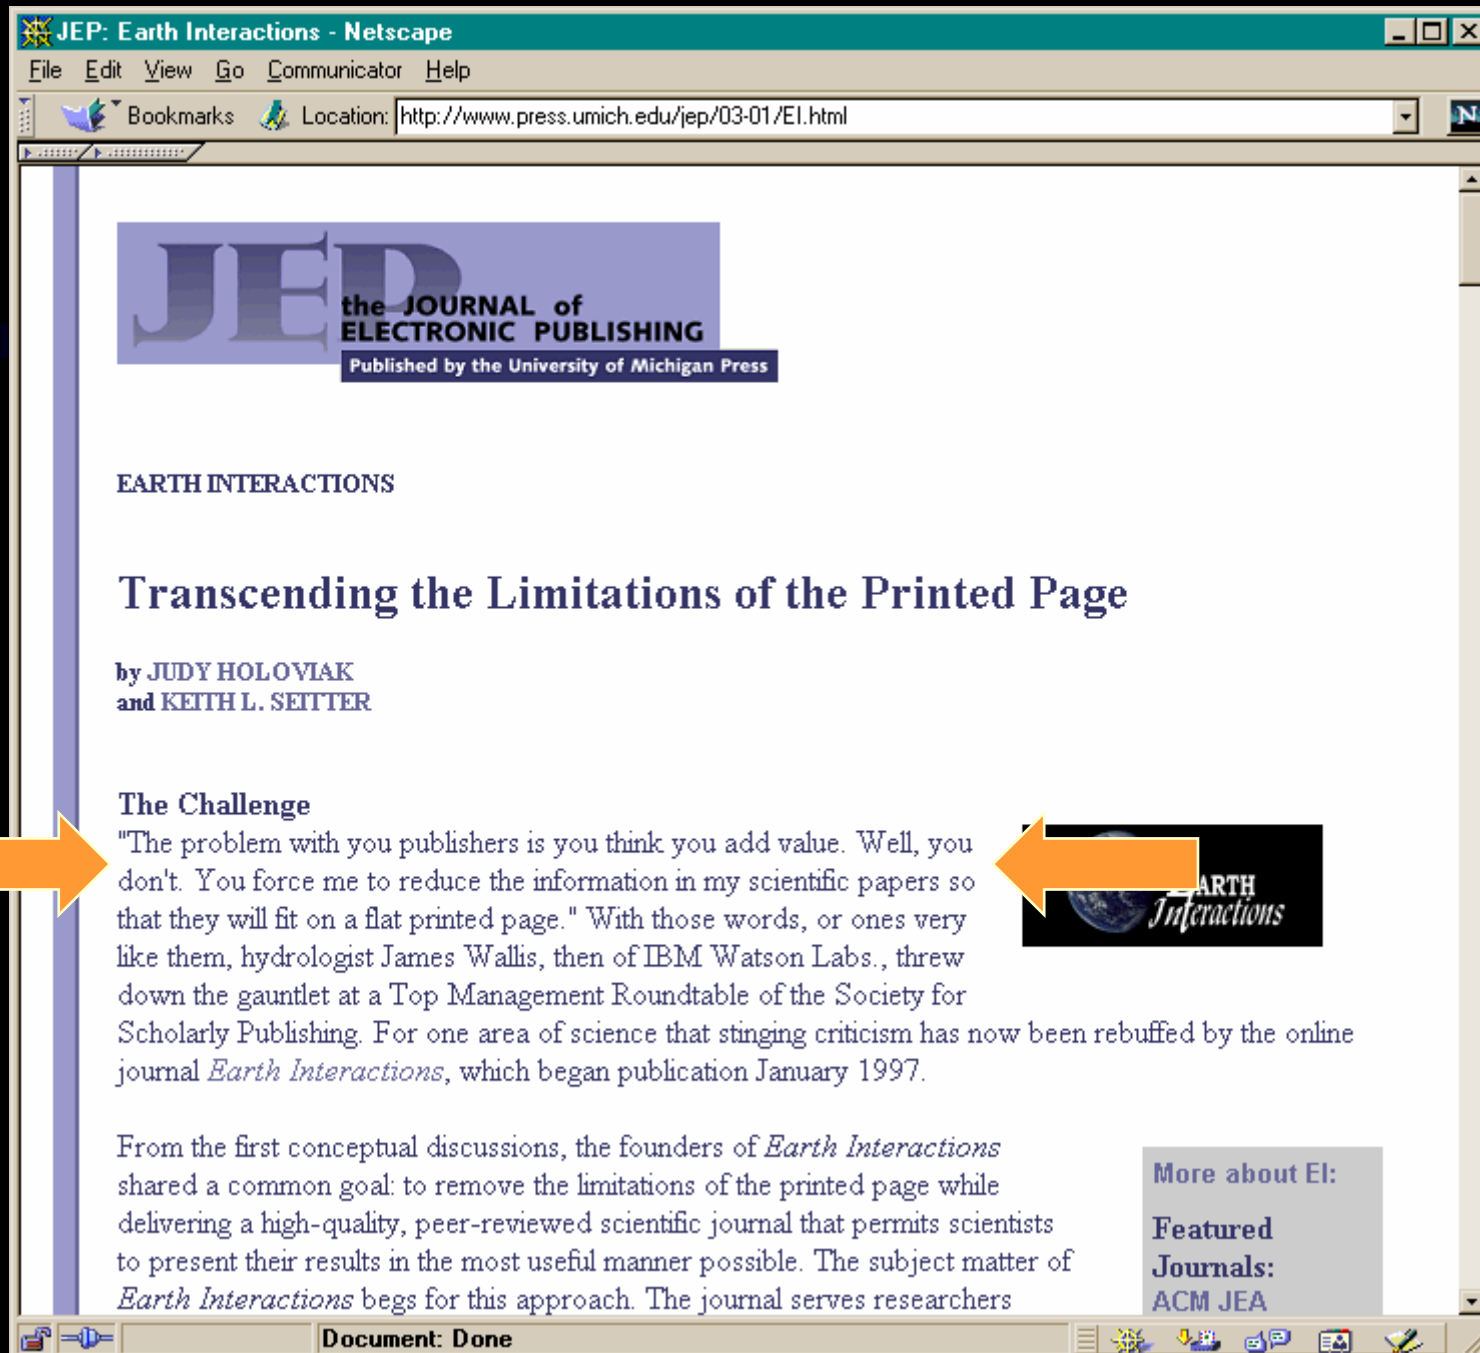 JEP: Earth Interactions - Netscape
File Edit View Go Communicator Help
Bookmarks Location: http://www.press.umich.edu/jep/03-01/EI.html
N
JEP
the JOURNAL of
ELECTRONIC PUBLISHING
Published by the University of Michigan Press
EARTH INTERACTIONS
Transcending the Limitations of the Printed Page
by JUDY HOLOVIAK
and KEITH L. SEITTER
The Challenge
"The problem with you publishers is you think you add value. Well, you
don't. You force me to reduce the information in my scientific papers so
that they will fit on a flat printed page." With those words, or ones very
like them, hydrologist James Wallis, then of IBM Watson Labs., threw
down the gauntlet at a Top Management Roundtable of the Society for
Scholarly Publishing. For one area of science that stinging criticism has now been rebuffed by the online
journal Earth Interactions, which began publication January 1997.
EARTH
Interactions
From the first conceptual discussions, the founders of Earth Interactions
shared a common goal: to remove the limitations of the printed page while
delivering a high-quality, peer-reviewed scientific journal that permits scientists
to present their results in the most useful manner possible. The subject matter of
Earth Interactions begs for this approach. The journal serves researchers
More about EI:
Featured
Journals:
ACM JEA
Document: Done